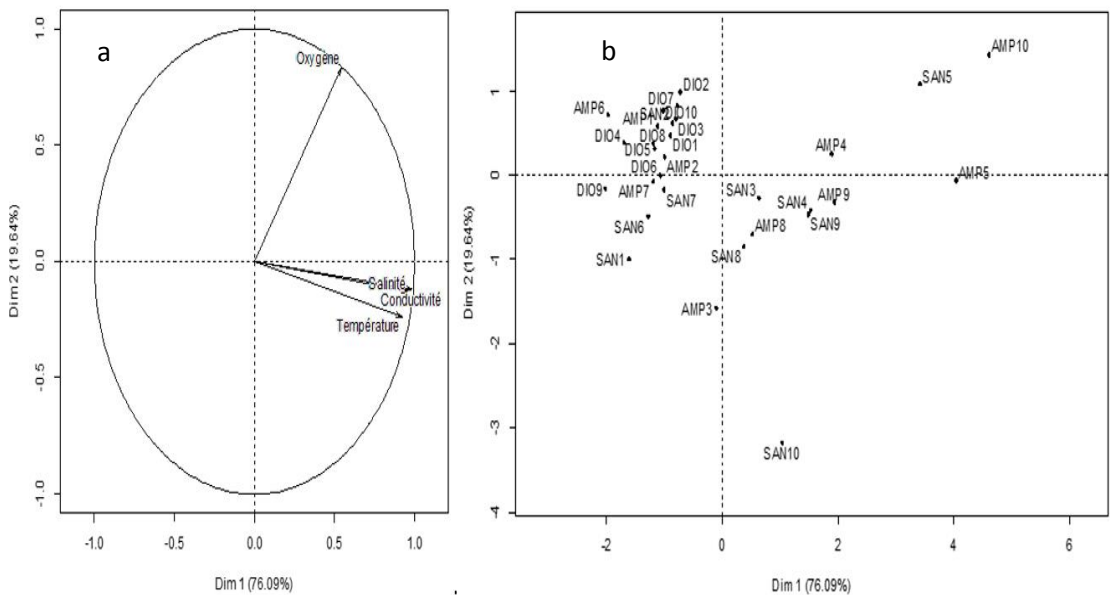 a
Oxygène
Salinité
Conductivité
Température
Dim 2 (19.64%)
1.0
0.5
0.0
-0.5
-1.0
-1.0
-0.5
0.0
0.5
1.0
Dim 1 (76.09%)
b
AMP10
SAN5
DIO2
DIO7
AMP6
AMP1
SAN2
DIO10
DIO4
DIO8
DIO3
DIO5
DIO1
AMP4
DIO6
AMP2
AMP5
DIO9
AMP7
SAN7
SAN3
SAN4
AMP9
SAN6
AMP8
SAN9
SAN1
SAN8
AMP3
SAN10
Dim 2 (19.64%)
1
0
-1
-2
-3
-4
-2
0
2
4
6
Dim 1 (76.09%)